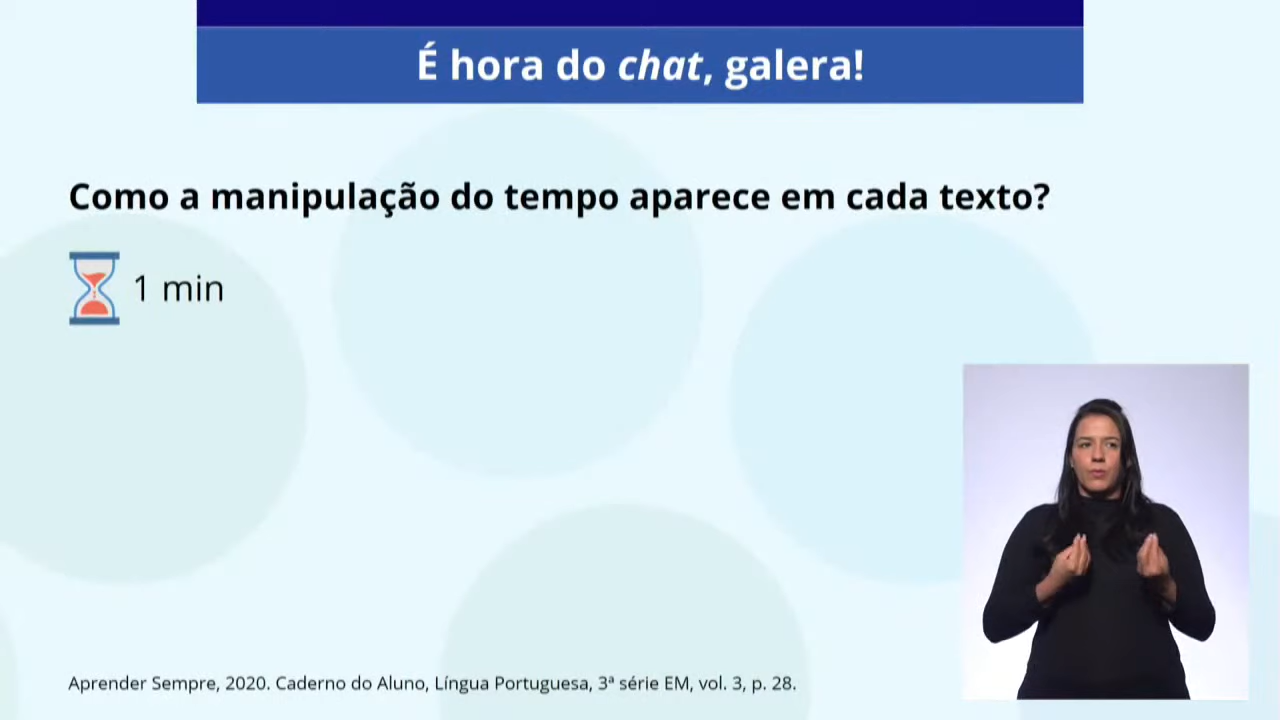 É hora do chat, galera!
Como a manipulação do tempo aparece em cada texto?
1 min
Aprender Sempre, 2020. Caderno do Aluno, Língua Portuguesa, 3ª série EM, vol. 3, p. 28.